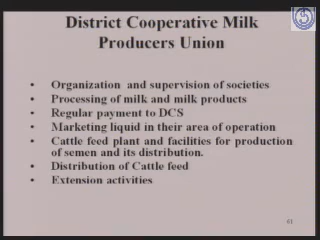 District Cooperative Milk
Producers Union
• Organization and supervision of societies
• Processing of milk and milk products
• Regular payment to DCS
• Marketing liquid in their area of operation
• Cattle feed plant and facilities for production
of semen and its distribution.
• Distribution of Cattle feed
• Extension activities
61